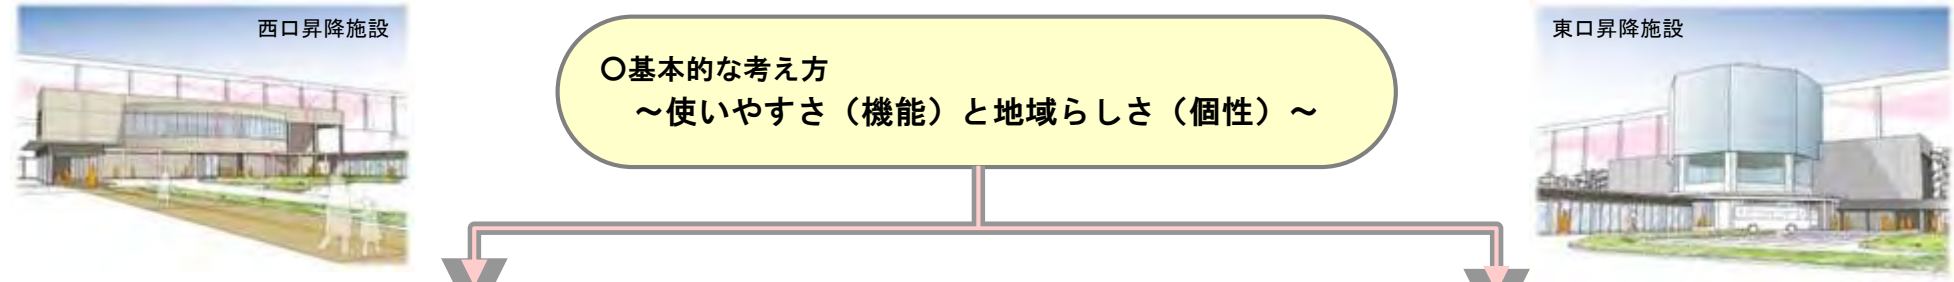 西口昇降施設
〇基本的な考え方
～使いやすさ（機能）と地域らしさ（個性）～
東口昇降施設